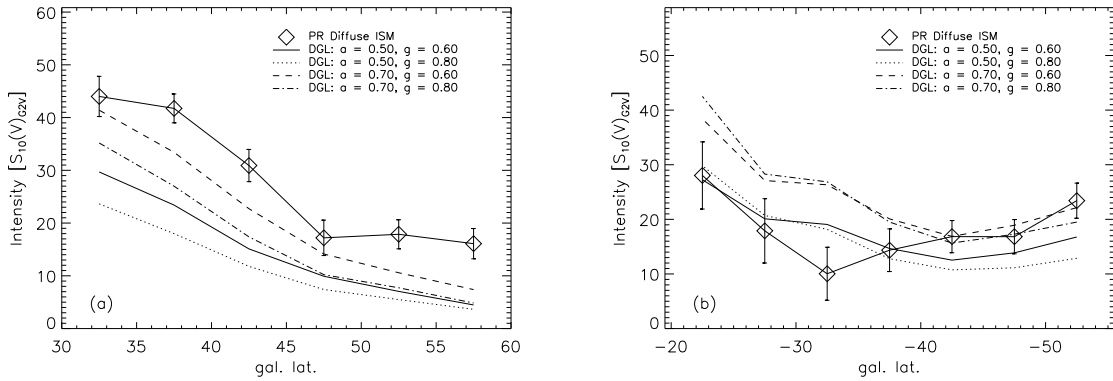 60
50
40
30
20
10
0
Intensity [S10(V)G2V]
PR Diffuse ISM
DGL: a = 0.50, g = 0.60
DGL: a = 0.50, g = 0.80
DGL: a = 0.70, g = 0.60
DGL: a = 0.70, g = 0.80
(a)
30 35 40 45 50 55 60
gal. lat.
50
40
30
20
10
0
Intensity [S10(V)G2V]
PR Diffuse ISM
DGL: a = 0.50, g = 0.60
DGL: a = 0.50, g = 0.80
DGL: a = 0.70, g = 0.60
DGL: a = 0.70, g = 0.80
(b)
−20 −30 −40 −50
gal. lat.